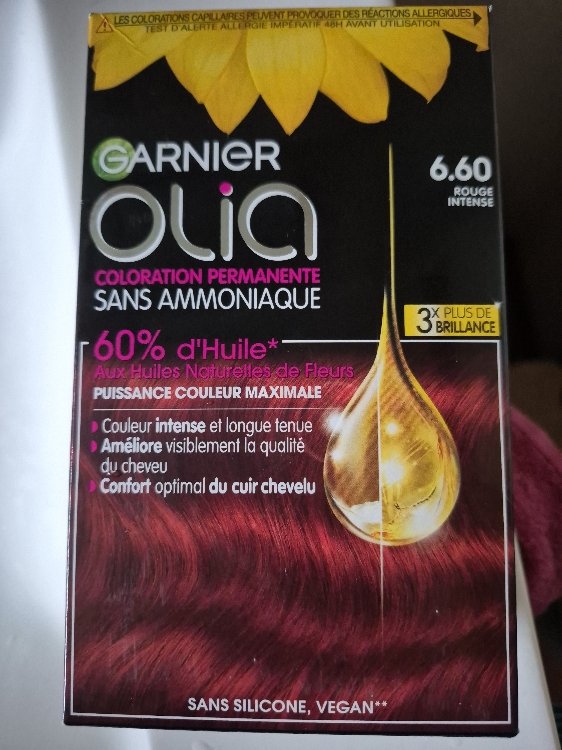 LES COLORATIONS CAPILLAIRES PEUVENT PROVOQUER DES RÉACTIONS ALLERGIQUES
TEST D'ALERTE ALLERGIE IMPÉRATIF 48H AVANT UTILISATION
GARNIER
OLIA
6.60
ROUGE
INTENSE
COLORATION PERMANENTE
SANS AMMONIAQUE
3X PLUS DE
BRILLANCE
60% d'Huile*
Aux Huiles Naturelles de Fleurs
PUISSANCE COULEUR MAXIMALE
Couleur intense et longue tenue
Améliore visiblement la qualité
du cheveu
Confort optimal du cuir chevelu
SANS SILICONE, VEGAN**